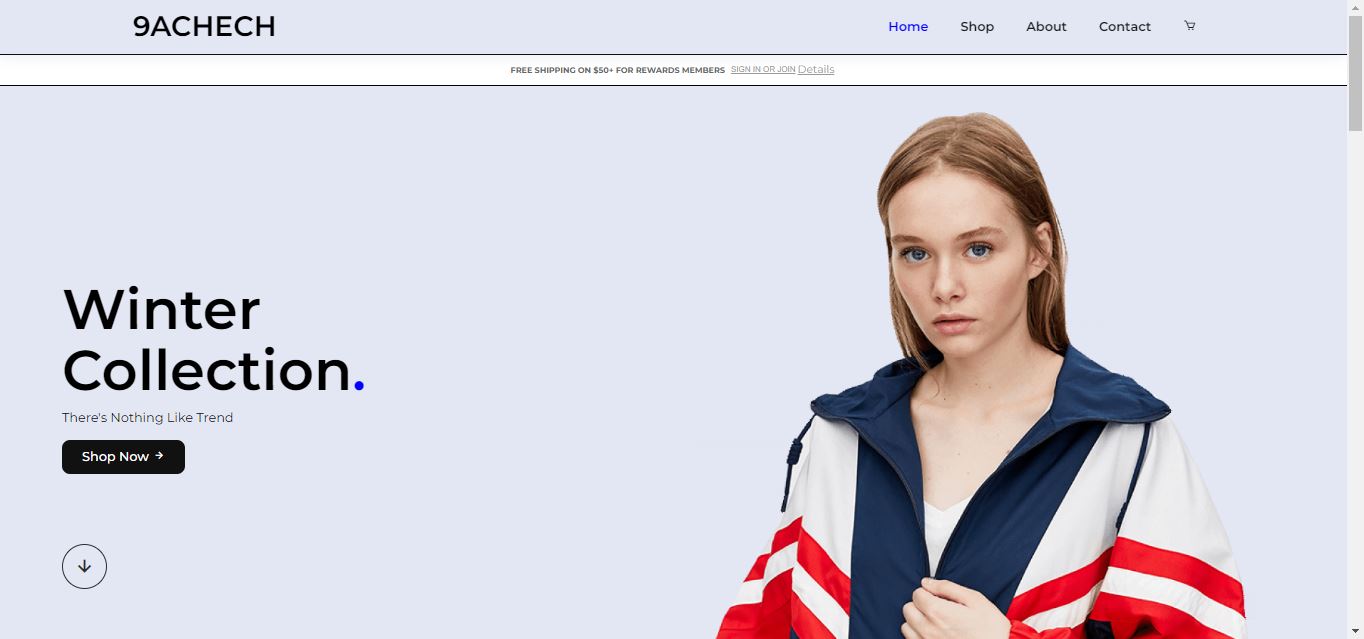 9ACHECH
Home Shop About Contact
FREE SHIPPING ON $50+ FOR REWARDS MEMBERS SIGN IN OR JOIN Details
Winter
Collection.
There's Nothing Like Trend
Shop Now →